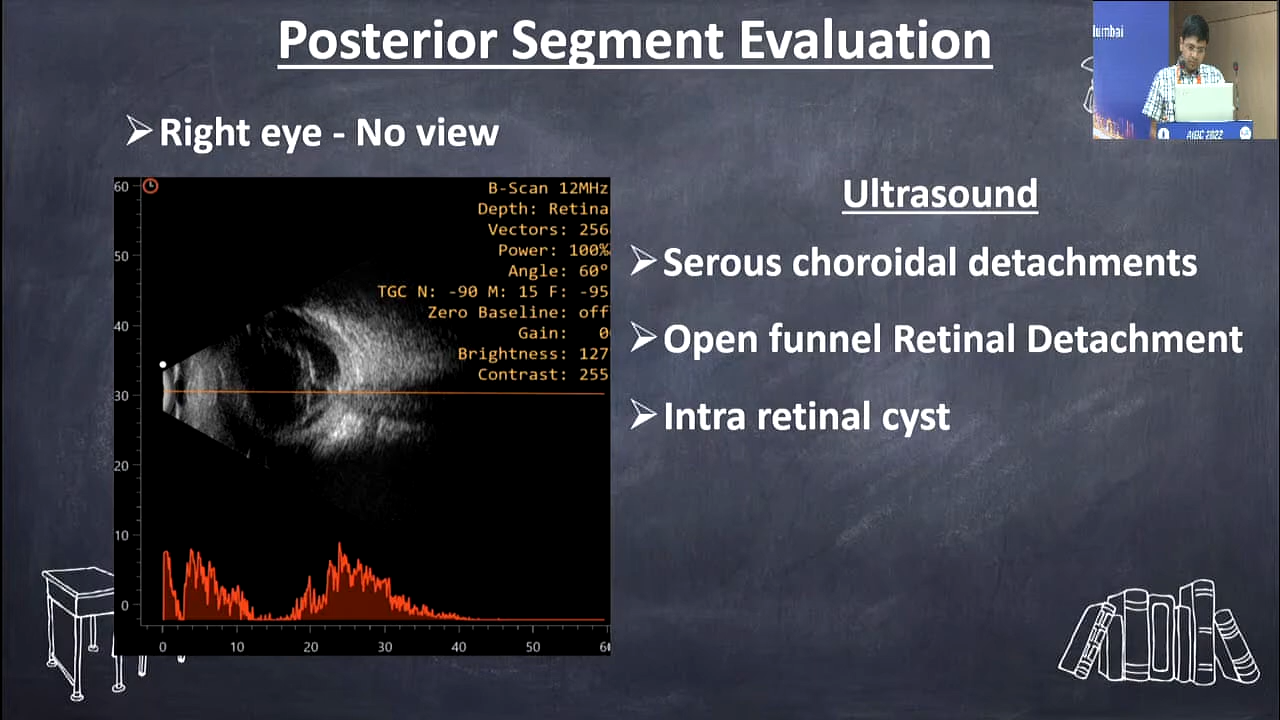 Posterior Segment Evaluation
lumbai
AIOC 2022
➢Right eye - No view
60
50
40
30
20
10
0
B-Scan 12MHz
Depth: Retina
Vectors: 256
Power: 100%
Angle: 60°
TGC N: -90 M: 15 F: -95
Zero Baseline: off
Gain: 0
Brightness: 127
Contrast: 255
0 10 20 30 40 50 6
Ultrasound
➢Serous choroidal detachments
➢Open funnel Retinal Detachment
➢Intra retinal cyst